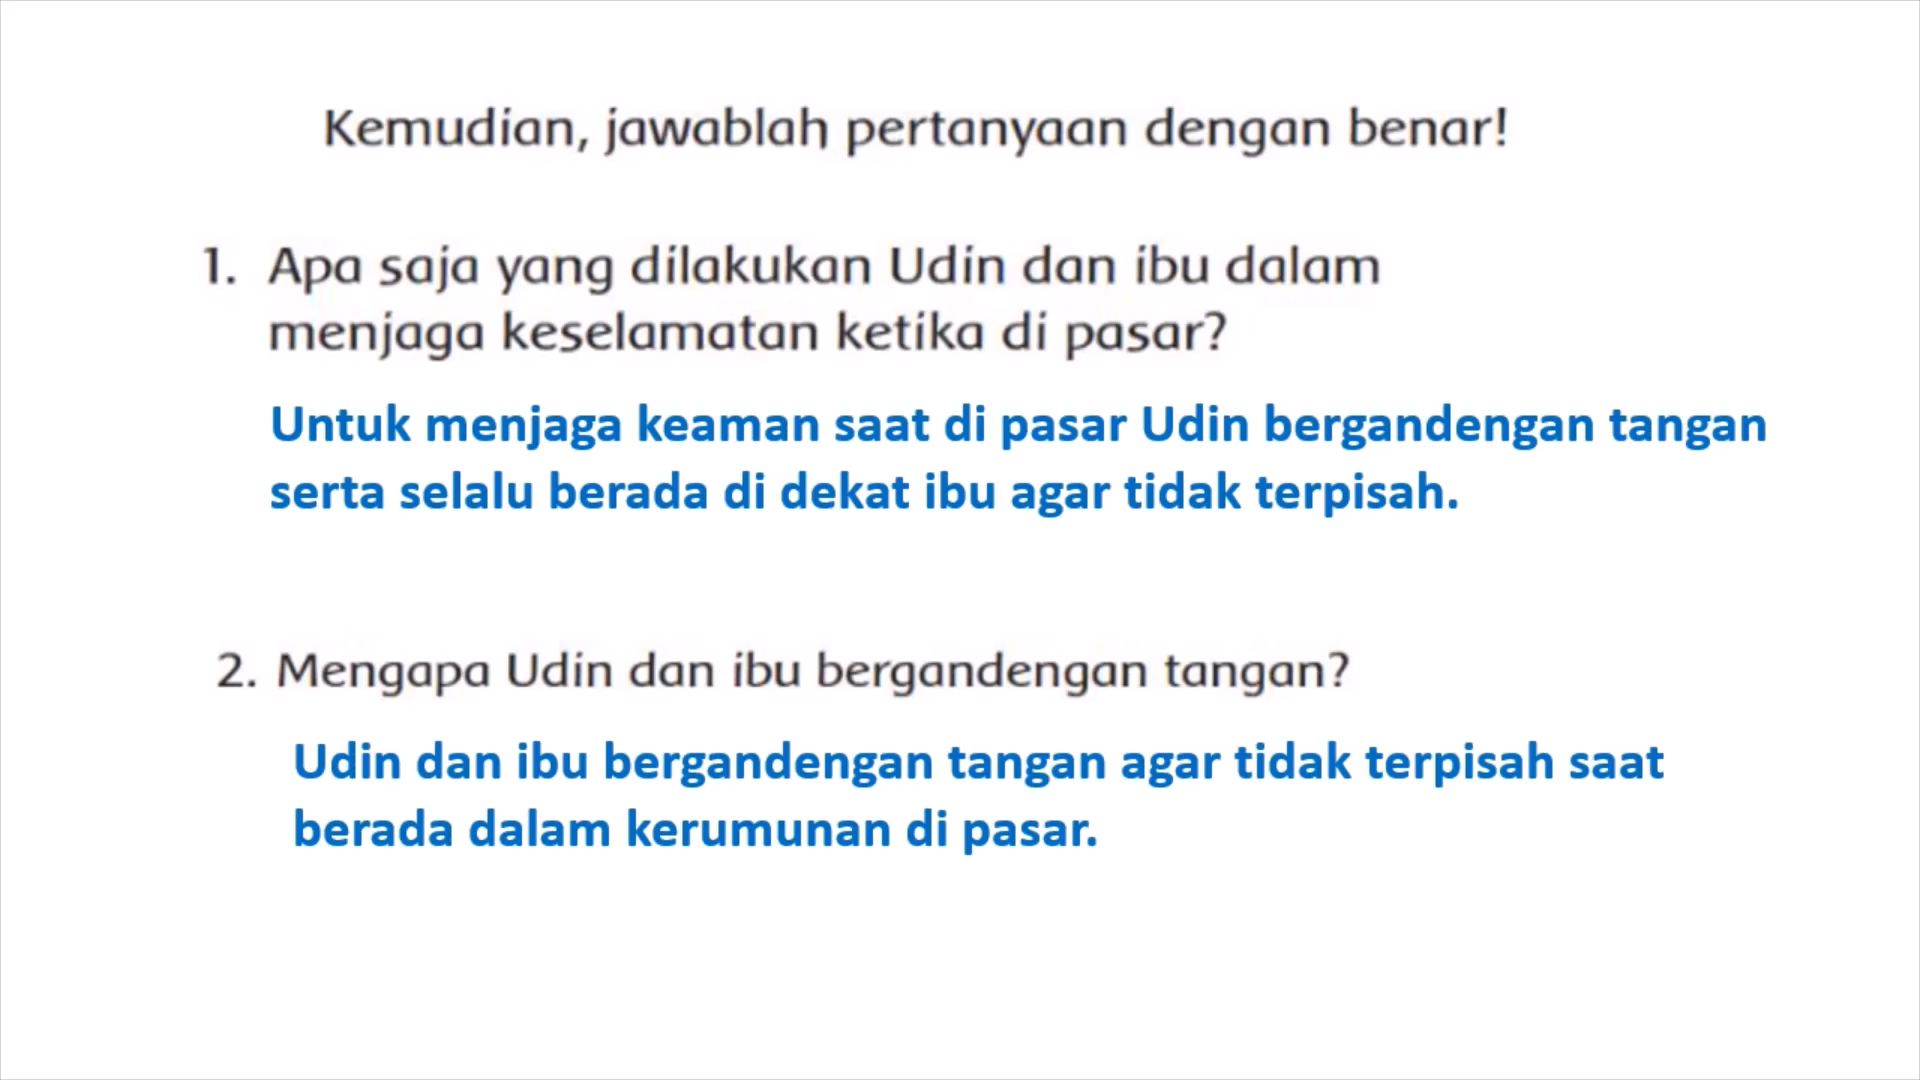 Kemudian, jawablah pertanyaan dengan benar!
1. Apa saja yang dilakukan Udin dan ibu dalam
menjaga keselamatan ketika di pasar?
Untuk menjaga keaman saat di pasar Udin bergandengan tangan
serta selalu berada di dekat ibu agar tidak terpisah.
2. Mengapa Udin dan ibu bergandengan tangan?
Udin dan ibu bergandengan tangan agar tidak terpisah saat
berada dalam kerumunan di pasar.